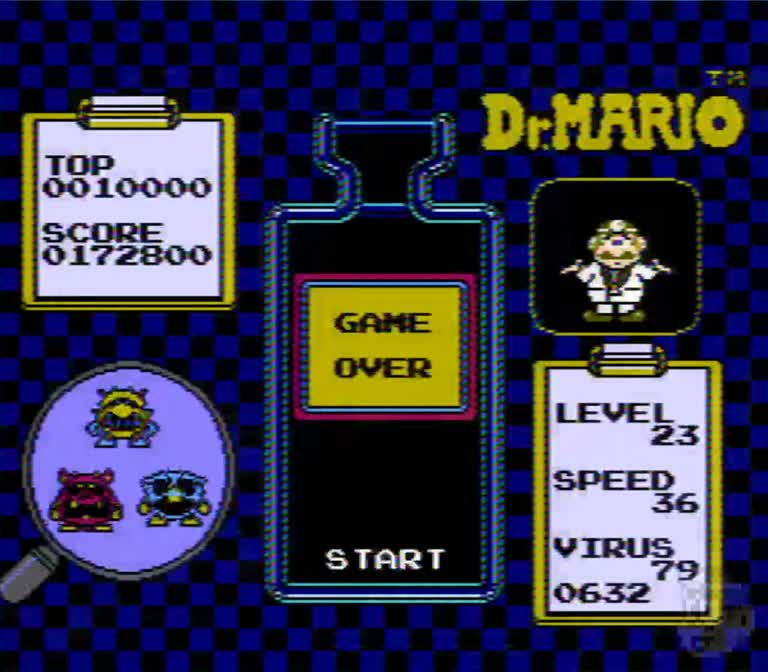 TM
Dr. MARIO
TOP
0010000
SCORE
0172800
GAME
OVER
START
LEVEL
23
SPEED
36
VIRUS
79
0632